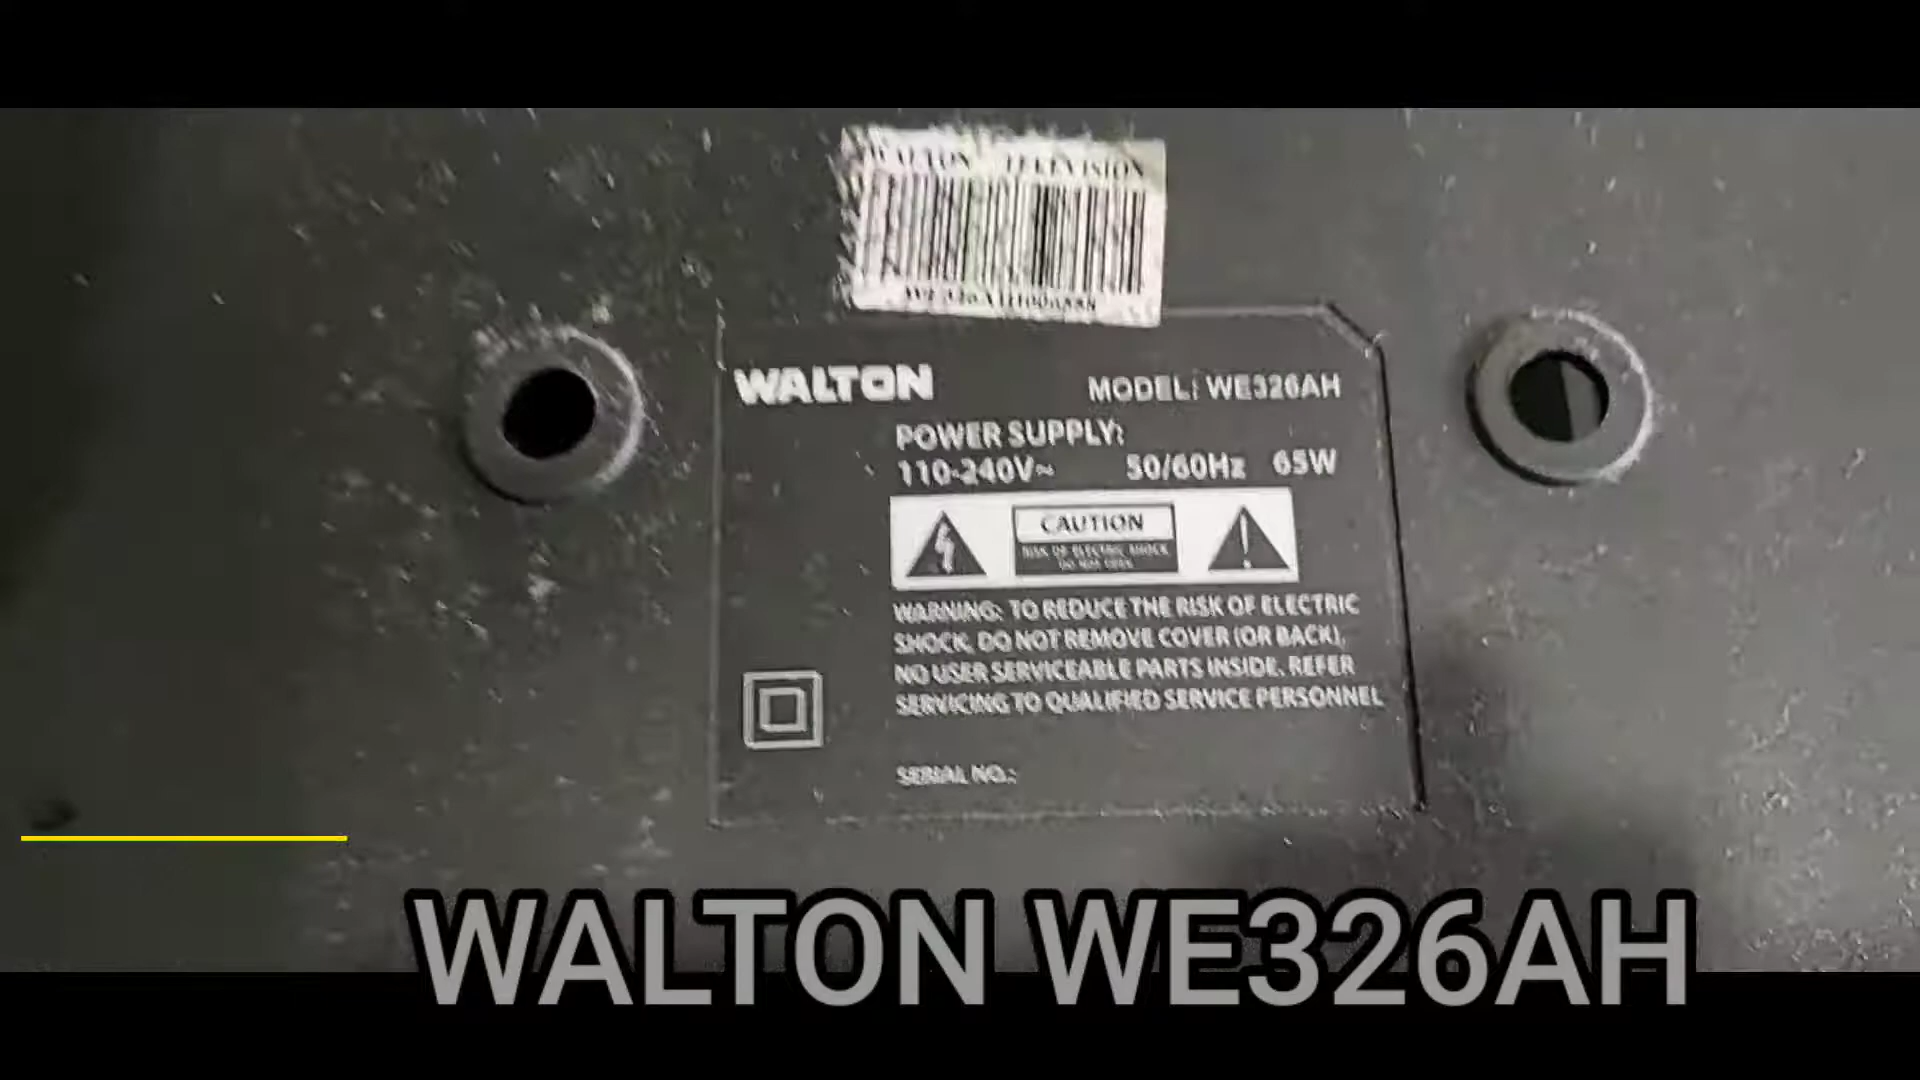 WALTON TELEVISION
WALTON
MODEL: WE326AH
POWER SUPPLY:
110-240V~ 50/60Hz 65W
CAUTION
RISK OF ELECTRIC SHOCK
DO NOT OPEN
WARNING: TO REDUCE THE RISK OF ELECTRIC
SHOCK, DO NOT REMOVE COVER (OR BACK).
NO USER SERVICEABLE PARTS INSIDE. REFER
SERVICING TO QUALIFIED SERVICE PERSONNEL
SERIAL NO.:
WALTON WE326AH